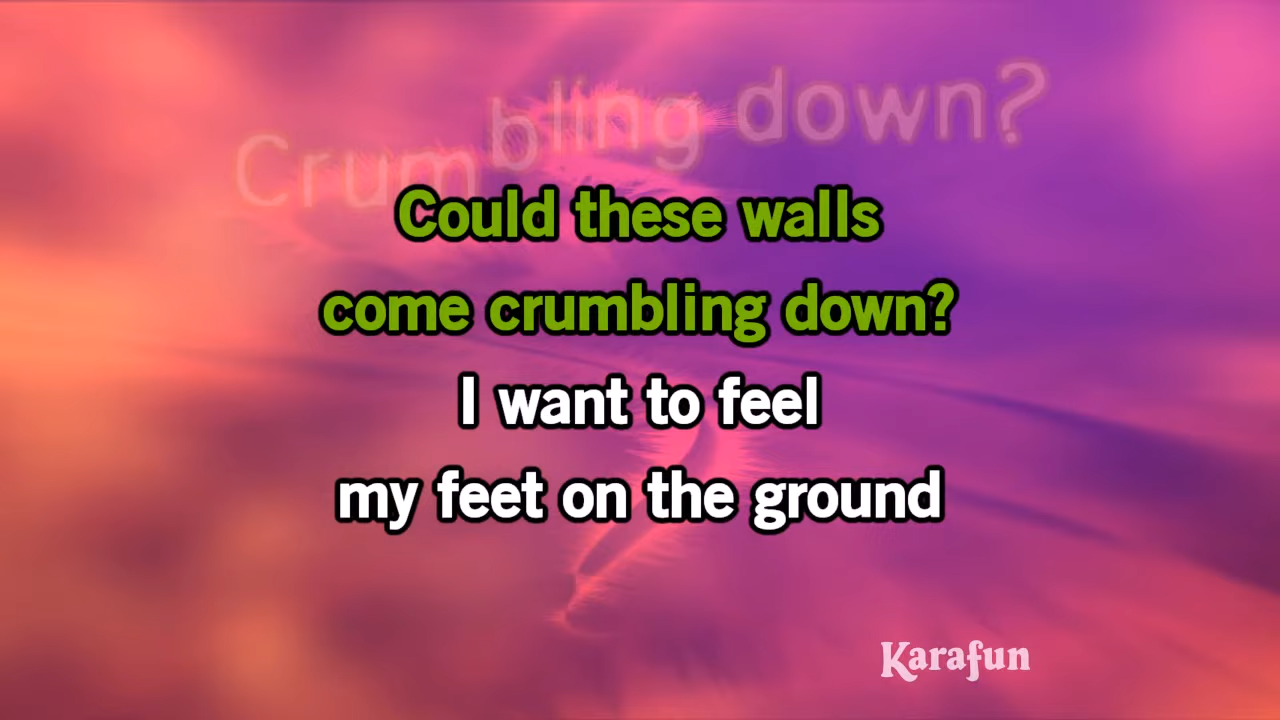 Crumbling down?
Could these walls
come crumbling down?
I want to feel
my feet on the ground
Karafun